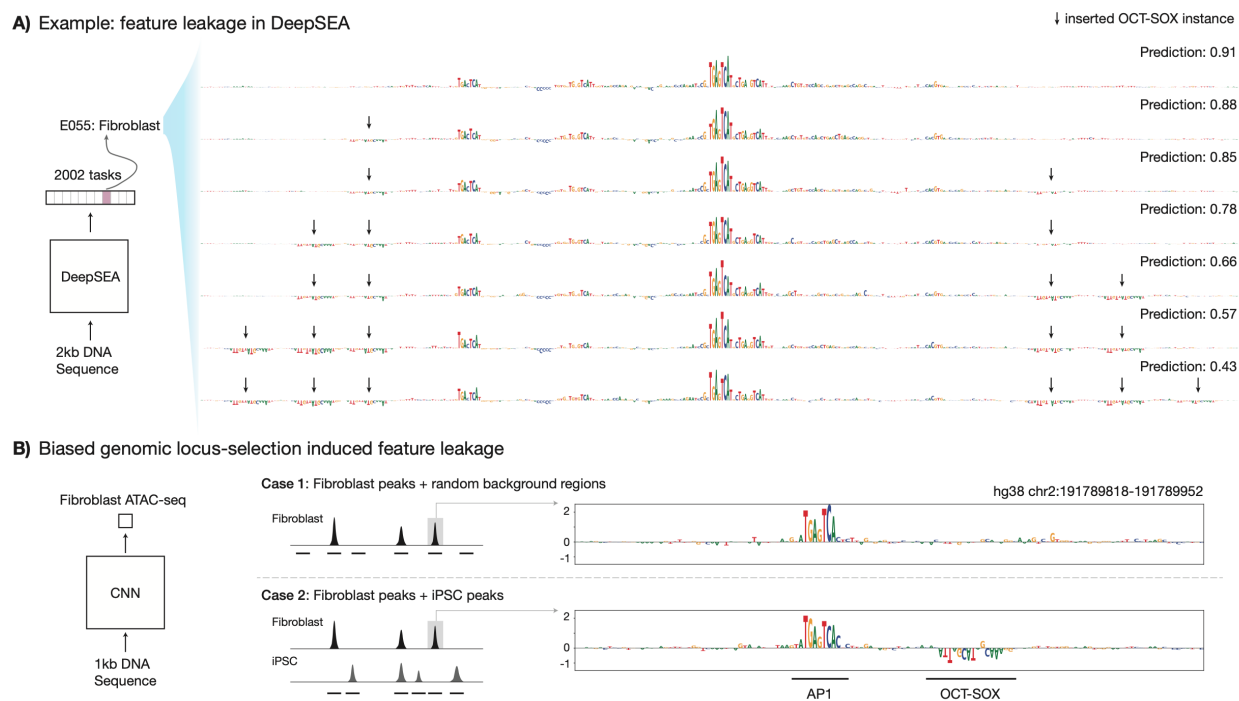 A) Example: feature leakage in DeepSEA
↓ inserted OCT-SOX instance
Prediction: 0.91
Prediction: 0.88
E055: Fibroblast
Prediction: 0.85
2002 tasks
Prediction: 0.78
DeepSEA
Prediction: 0.66
Prediction: 0.57
2kb DNA
Sequence
Prediction: 0.43
B) Biased genomic locus-selection induced feature leakage
Case 1: Fibroblast peaks + random background regions
Fibroblast ATAC-seq
hg38 chr2:191789818-191789952
Fibroblast
2
0
-1
CNN
Case 2: Fibroblast peaks + iPSC peaks
Fibroblast
2
0
-1
iPSC
1kb DNA
Sequence
AP1
OCT-SOX